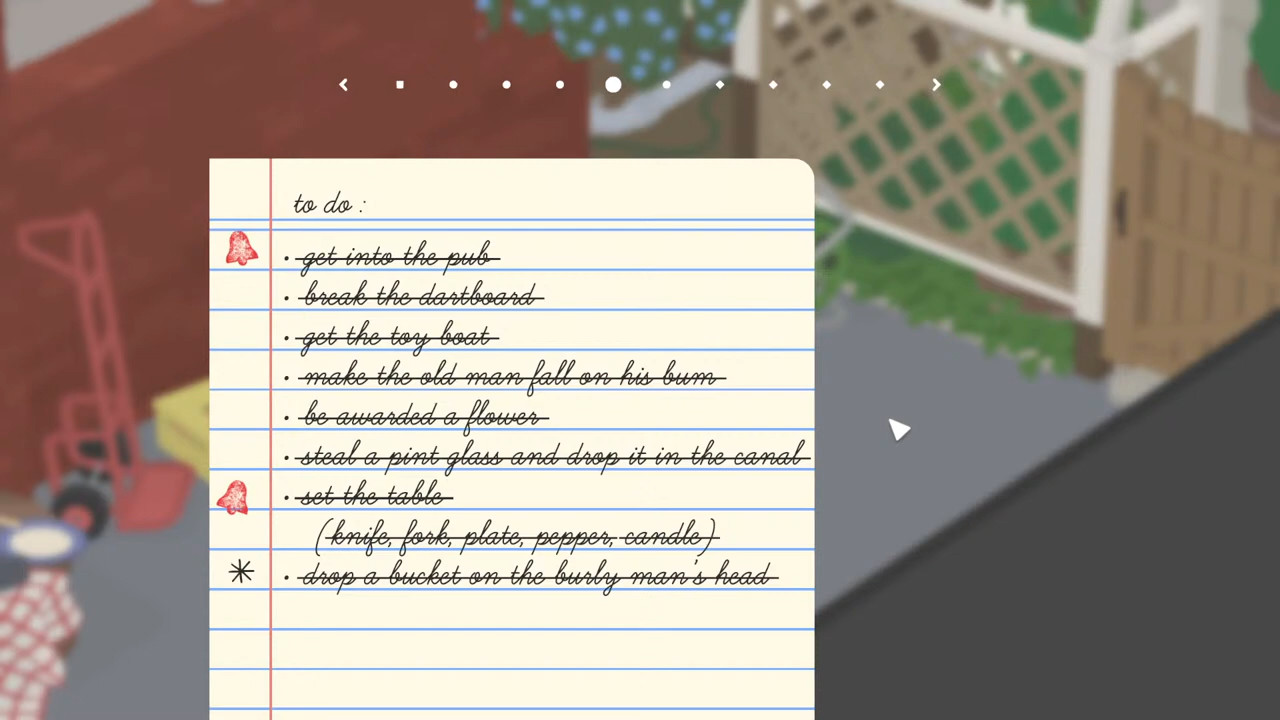 to do :
· get into the pub
· break the dartboard
· get the toy boat
· make the old man fall on his bum
· be awarded a flower
· steal a pint glass and drop it in the canal
· set the table
(knife, fork, plate, pepper, candle)
· drop a bucket on the burly man's head